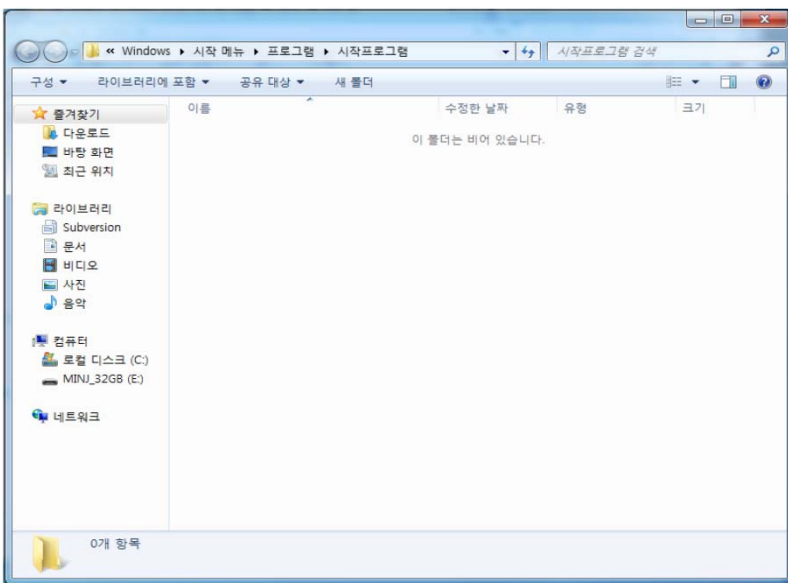 « Windows ▸ 시작 메뉴 ▸ 프로그램 ▸ 시작프로그램
시작프로그램 검색
구성 라이브러리에 포함 공유 대상 새 폴더
이름 수정한 날짜 유형 크기
이 폴더는 비어 있습니다.
즐겨찾기
다운로드
바탕 화면
최근 위치
라이브러리
Subversion
문서
비디오
사진
음악
컴퓨터
로컬 디스크 (C:)
MINJ_32GB (E:)
네트워크
0개 항목